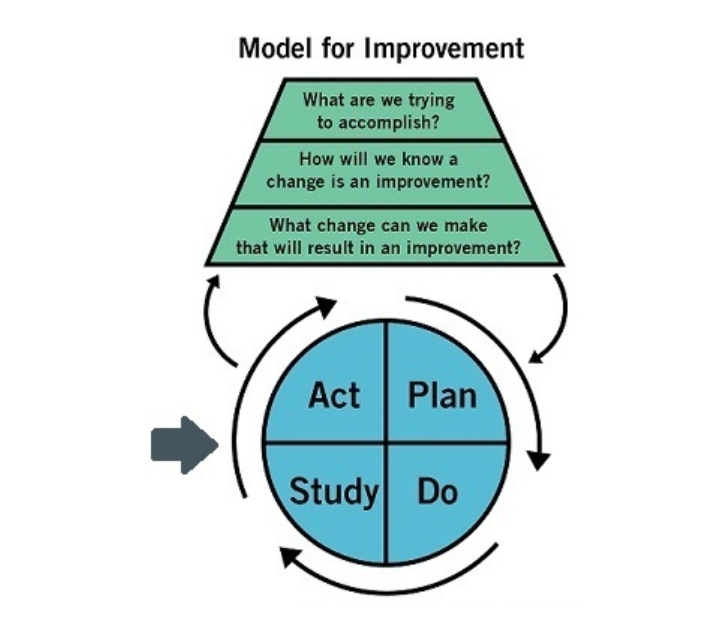 Model for Improvement
What are we trying
to accomplish?
How will we know a
change is an improvement?
What change can we make
that will result in an improvement?
Act
Plan
Study
Do